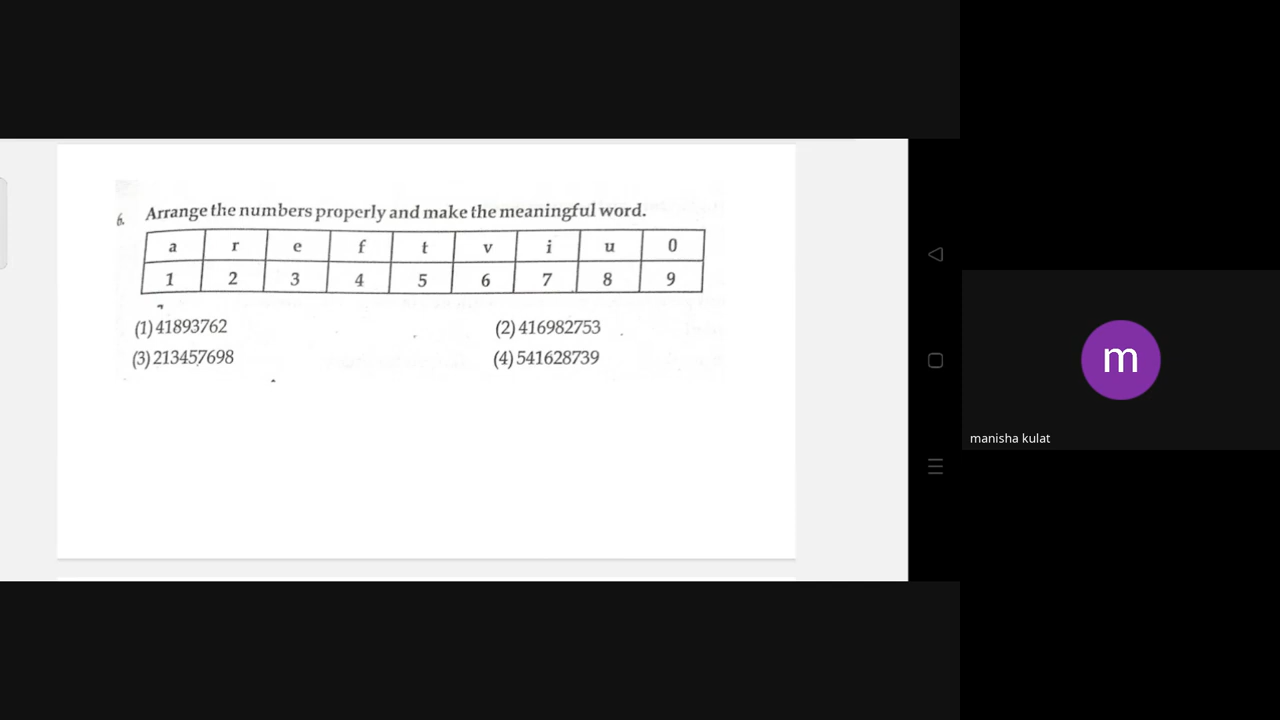 6. Arrange the numbers properly and make the meaningful word.
a r e f t v i u 0
1 2 3 4 5 6 7 8 9
(1) 41893762 (2) 416982753
(3) 213457698 (4) 541628739
m
manisha kulat